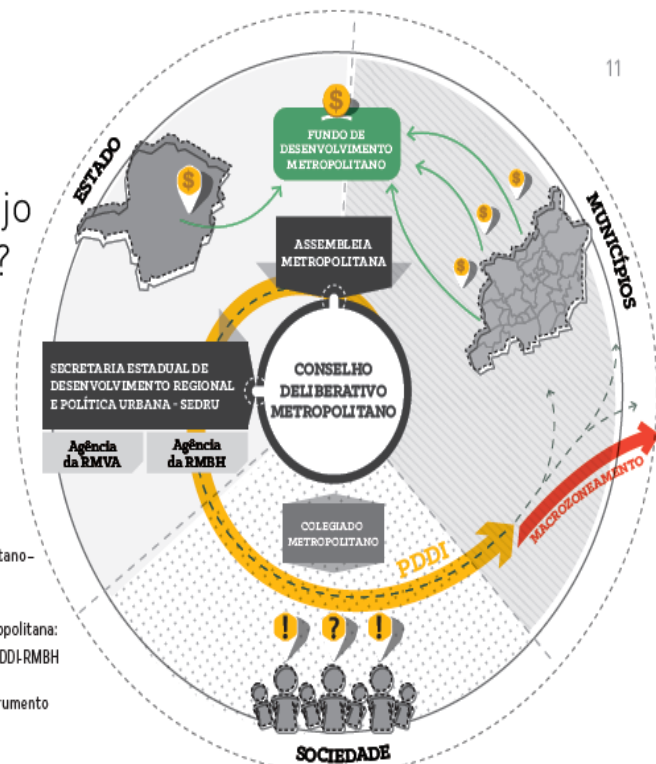 11
ESTADO
MUNICÍPIOS
$
FUNDO DE
DESENVOLVIMENTO
METROPOLITANO
$
$
$
$
jo
?
ASSEMBLEIA
METROPOLITANA
SECRETARIA ESTADUAL DE
DESENVOLVIMENTO REGIONAL
E POLÍTICA URBANA - SEDRU
CONSELHO
DELIBERATIVO
METROPOLITANO
Agência
da RMVA
Agência
da RMBH
COLEGIADO
METROPOLITANO
PDDI
MACROZONEAMENTO
tano-
opolitana:
DDI-RMBH
rumento
! ? !
SOCIEDADE